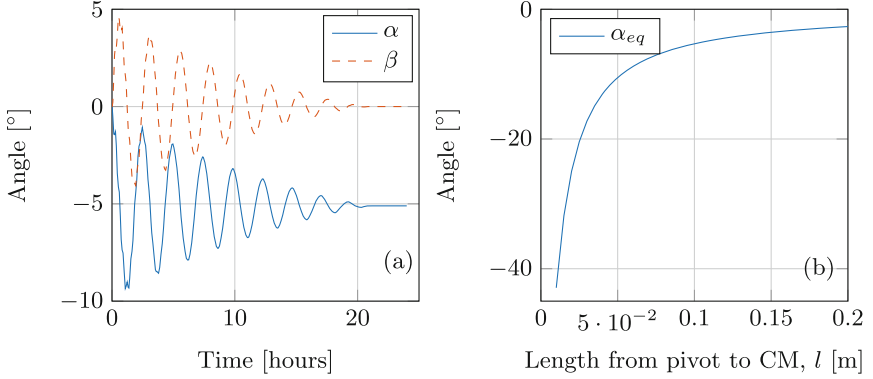 5
0
−5
−10
0
10
20
Angle [°]
Time [hours]
α
β
(a)
0
−20
−40
0
5 · 10⁻²
0.1
0.15
0.2
Angle [°]
Length from pivot to CM, l [m]
α_eq
(b)